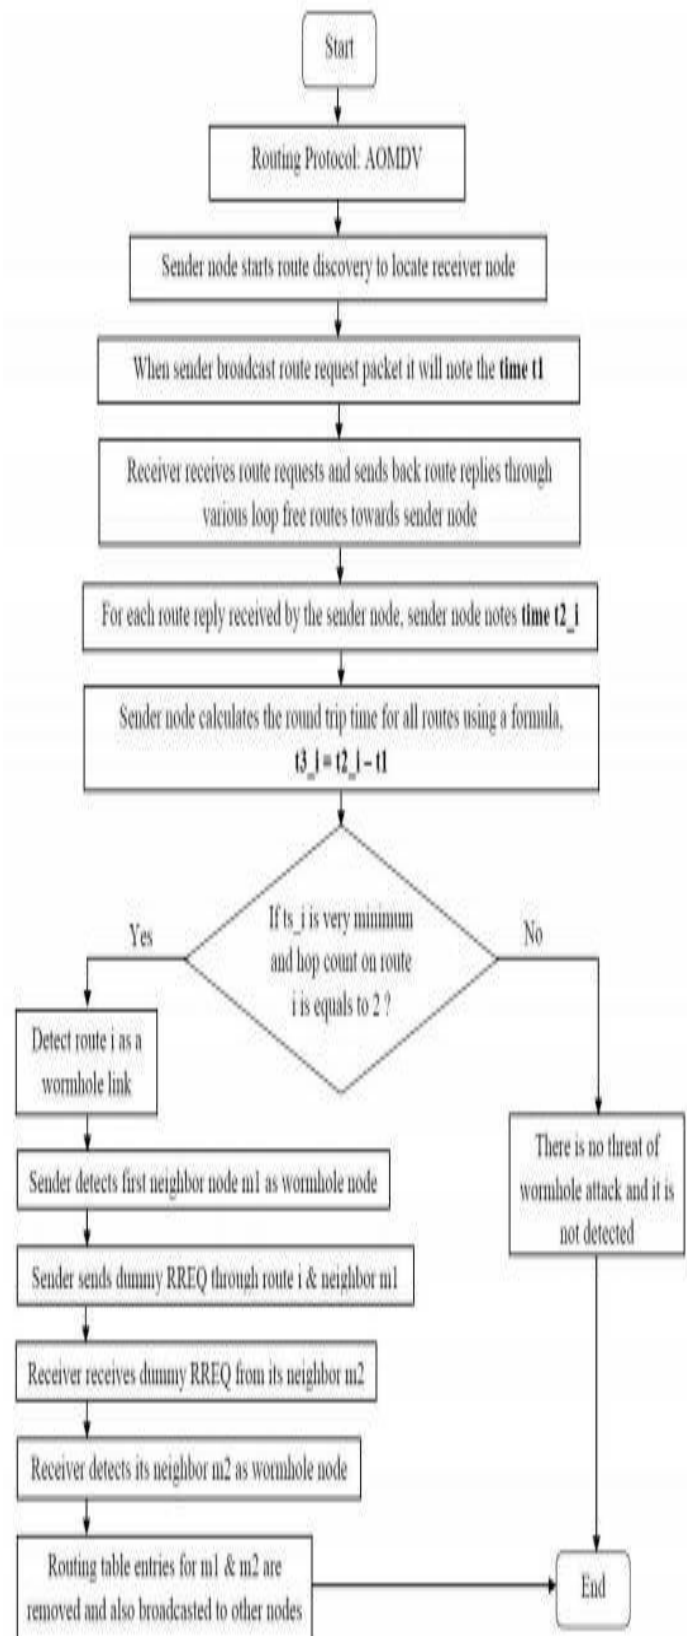 Start
Routing Protocol: AOMDV
Sender node starts route discovery to locate receiver node
When sender broadcast route request packet it will note the time t1
Receiver receives route requests and sends back route replies through
various loop free routes towards sender node
For each route reply received by the sender node, sender node notes time t2_i
Sender node calculates the round trip time for all routes using a formula,
t3_i = t2_i – t1
If ts_i is very minimum
and hop count on route
i is equals to 2 ?
Yes
No
Detect route i as a
wormhole link
Sender detects first neighbor node m1 as wormhole node
Sender sends dummy RREQ through route i & neighbor m1
Receiver receives dummy RREQ from its neighbor m2
Receiver detects its neighbor m2 as wormhole node
Routing table entries for m1 & m2 are
removed and also broadcasted to other nodes
There is no threat of
wormhole attack and it is
not detected
End